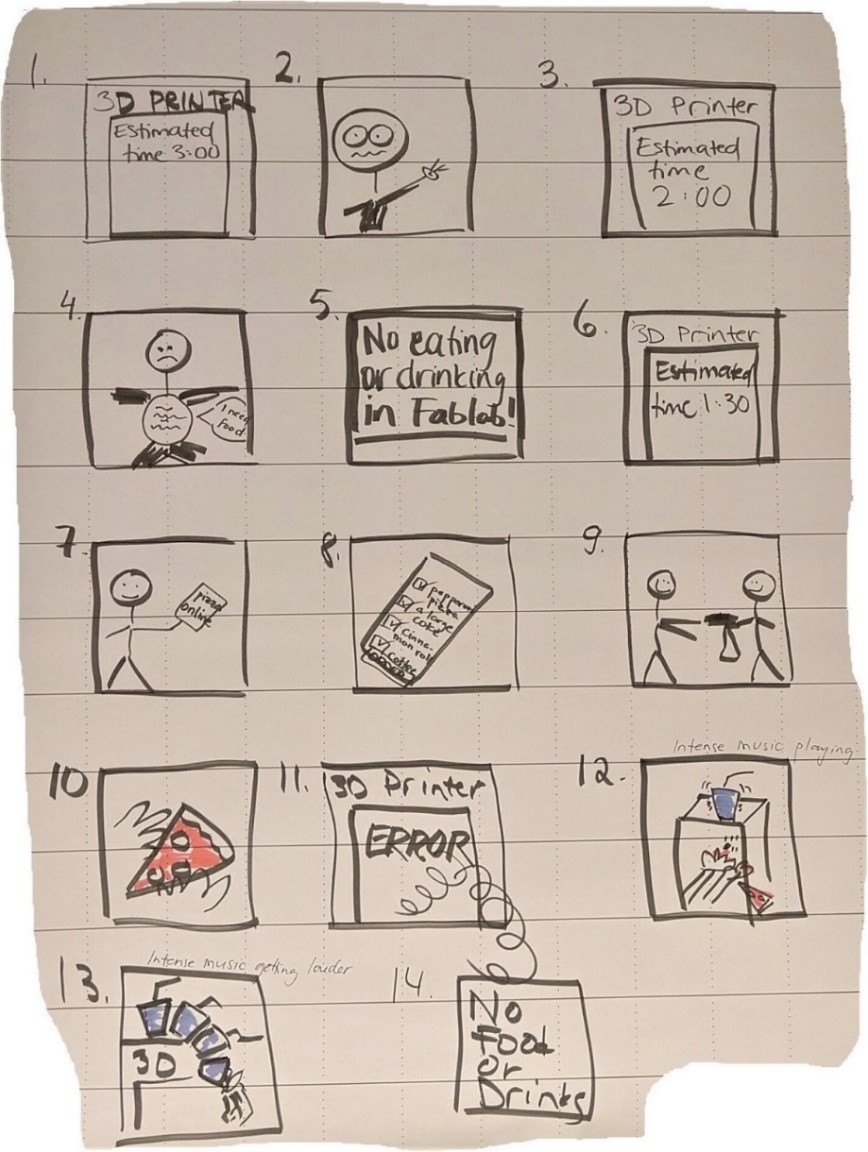 1.
3D PRINTER
Estimated
time 3:00
2.
3.
3D Printer
Estimated
time
2:00
4.
I need
food
5.
No eating
or drinking
in Fablab!
6.
3D Printer
Estimated
time 1:30
7
pizza
online
8.
pepperoni
pizza
a large
coke
cinna-
mon roll
coffee
9.
10
11.
3D Printer
ERROR
Intense music playing
12.
Intense music getting louder
13.
3D
14.
No
Food
or
Drinks